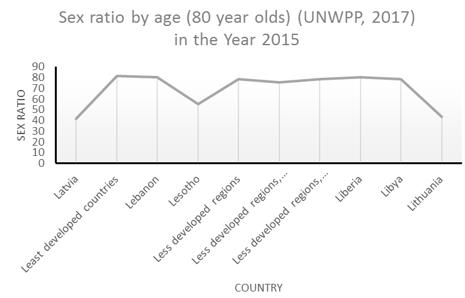 Sex ratio by age (80 year olds) (UNWPP, 2017)
in the Year 2015
90
80
70
60
50
40
30
20
10
0
SEX RATIO
Latvia
Least developed countries
Lebanon
Lesotho
Less developed regions
Less developed regions,...
Less developed regions,...
Liberia
Libya
Lithuania
COUNTRY